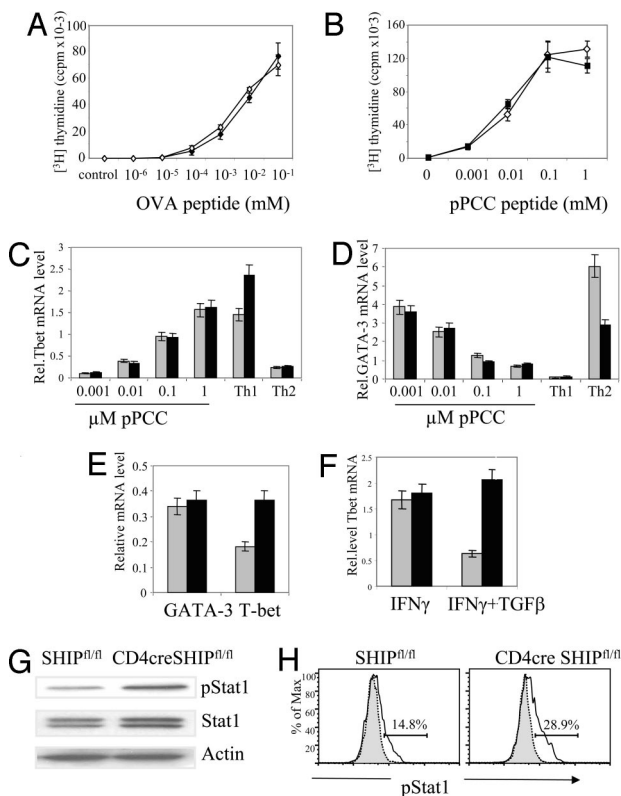 A
[³H] thymidine (ccpm x10-3)
80
60
40
20
0
control 10⁻⁶ 10⁻⁵ 10⁻⁴ 10⁻³ 10⁻² 10⁻¹
OVA peptide (mM)
B
[³H] thymidine (ccpm x10⁻³)
160
120
80
40
0
0 0.001 0.01 0.1 1
pPCC peptide (mM)
C
Rel.Tbet mRNA level
3
2.5
2
1.5
1
0.5
0
0.001 0.01 0.1 1 Th1 Th2
µM pPCC
D
Rel.GATA-3 mRNA level
7
6
5
4
3
2
1
0
0.001 0.01 0.1 1 Th1 Th2
µM pPCC
E
Relative mRNA level
0.5
0.4
0.3
0.2
0.1
0
GATA-3 T-bet
F
Rel.level Tbet mRNA
2.5
2
1.5
1
0.5
0
IFNγ IFNγ+TGFβ
G
SHIPfl/fl CD4creSHIPfl/fl
pStat1
Stat1
Actin
H
SHIPfl/fl CD4cre SHIPfl/fl
% of Max
100
80
60
40
20
14.8% 28.9%
pStat1